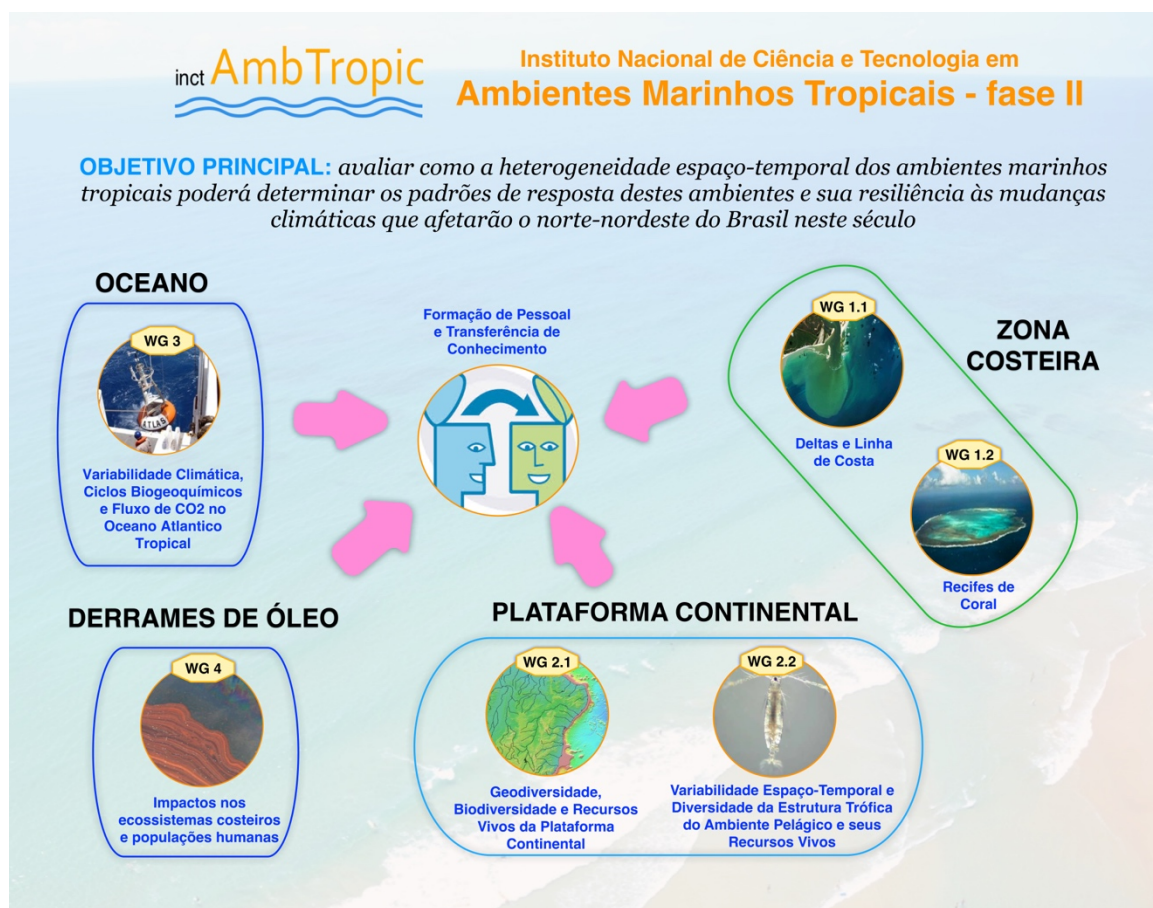 inct AmbTropic
Instituto Nacional de Ciência e Tecnologia em
Ambientes Marinhos Tropicais - fase II
OBJETIVO PRINCIPAL: avaliar como a heterogeneidade espaço-temporal dos ambientes marinhos
tropicais poderá determinar os padrões de resposta destes ambientes e sua resiliência às mudanças
climáticas que afetarão o norte-nordeste do Brasil neste século
OCEANO
WG 3
ATLAS
Variabilidade Climática,
Ciclos Biogeoquímicos
e Fluxo de CO2 no
Oceano Atlantico
Tropical
Formação de Pessoal
e Transferência de
Conhecimento
ZONA
COSTEIRA
WG 1.1
Deltas e Linha
de Costa
WG 1.2
Recifes de
Coral
DERRAMES DE ÓLEO
WG 4
Impactos nos
ecossistemas costeiros
e populações humanas
PLATAFORMA CONTINENTAL
WG 2.1
Geodiversidade,
Biodiversidade e Recursos
Vivos da Plataforma
Continental
WG 2.2
Variabilidade Espaço-Temporal e
Diversidade da Estrutura Trófica
do Ambiente Pelágico e seus
Recursos Vivos